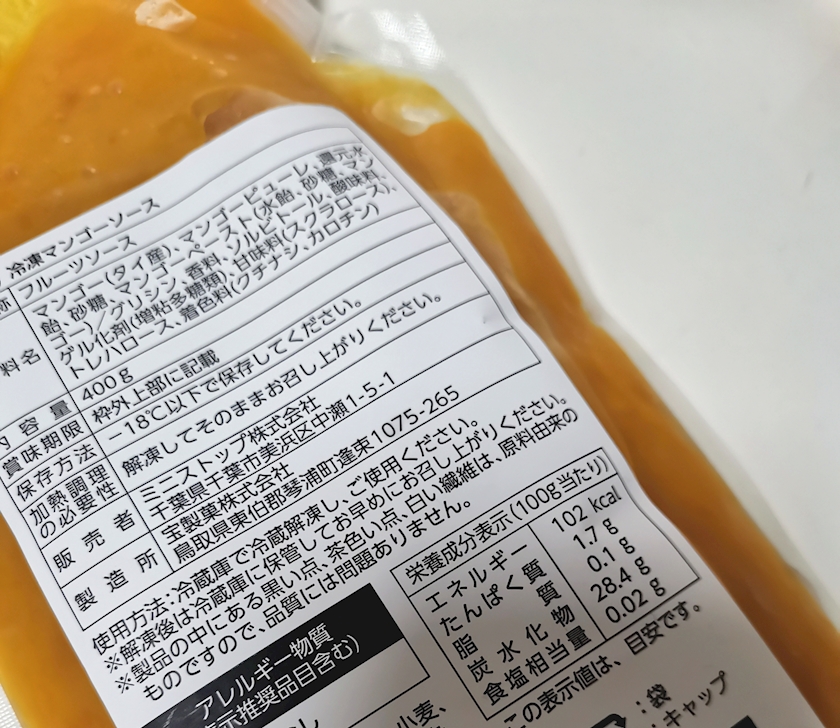 冷凍マンゴーソース
称 フルーツソース
料名 マンゴー(タイ産)、マンゴーピューレ、還元水
飴、砂糖、マンゴーペースト(水飴、砂糖、マン
ゴー)／グリシン、香料、ソルビトール、酸味料、
ゲル化剤(増粘多糖類)、甘味料(スクラロース)、
トレハロース、着色料(クチナシ、カロチン)
内容量 400g
賞味期限 枠外上部に記載
保存方法 －18℃以下で保存してください。
加熱調理の必要性 解凍してそのままお召し上がりください。
販売者 ミニストップ株式会社
千葉県千葉市美浜区中瀬1-5-1
製造所 宝製菓株式会社
鳥取県東伯郡琴浦町逢束1075-265
使用方法：冷蔵庫で冷蔵解凍し、ご使用ください。
※解凍後は冷蔵庫に保管してお早めにお召し上がりください。
※製品の中にある黒い点、茶色い点、白い繊維は、原料由来の
ものですので、品質には問題ありません。
栄養成分表示(100g当たり)
エネルギー 102 kcal
たんぱく質 1.7 g
脂質 0.1 g
炭水化物 28.4 g
食塩相当量 0.02 g
この表示値は、目安です。
アレルギー物質
示推奨品目含む)
小麦、
：袋
キャップ